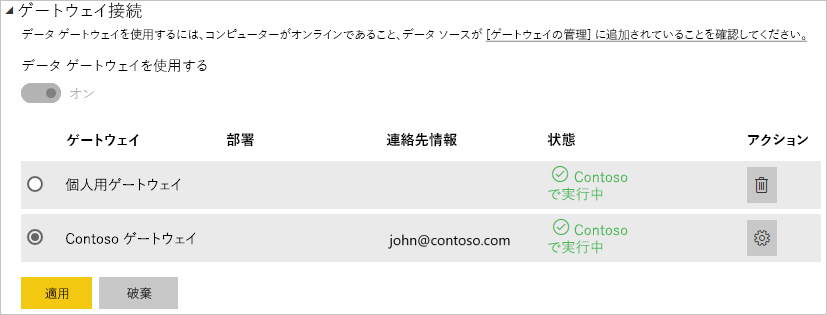 ゲートウェイ接続
データ ゲートウェイを使用するには、コンピューターがオンラインであること、データ ソースが [ゲートウェイの管理] に追加されていることを確認してください。
データ ゲートウェイを使用する
オン
ゲートウェイ 部署 連絡先情報 状態 アクション
個人用ゲートウェイ Contoso
で実行中
Contoso ゲートウェイ john@contoso.com Contoso
で実行中
適用 破棄